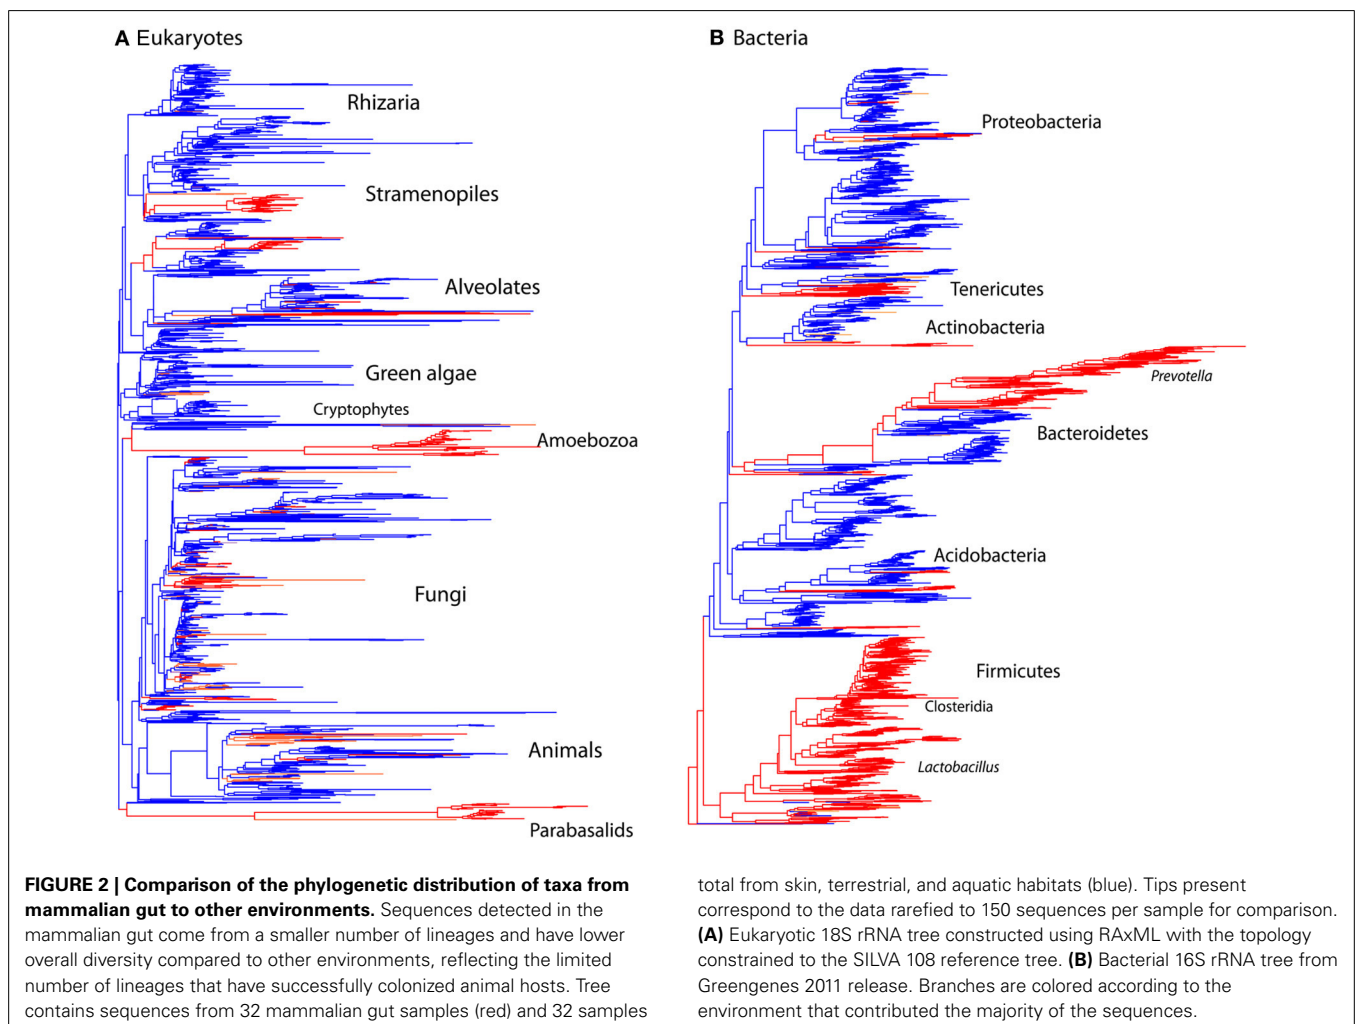 A Eukaryotes
Rhizaria
Stramenopiles
Alveolates
Green algae
Cryptophytes
Amoebozoa
Fungi
Animals
Parabasalids
B Bacteria
Proteobacteria
Tenericutes
Actinobacteria
Prevotella
Bacteroidetes
Acidobacteria
Firmicutes
Closteridia
Lactobacillus
FIGURE 2 | Comparison of the phylogenetic distribution of taxa from
mammalian gut to other environments. Sequences detected in the
mammalian gut come from a smaller number of lineages and have lower
overall diversity compared to other environments, reflecting the limited
number of lineages that have successfully colonized animal hosts. Tree
contains sequences from 32 mammalian gut samples (red) and 32 samples
total from skin, terrestrial, and aquatic habitats (blue). Tips present
correspond to the data rarefied to 150 sequences per sample for comparison.
(A) Eukaryotic 18S rRNA tree constructed using RAxML with the topology
constrained to the SILVA 108 reference tree. (B) Bacterial 16S rRNA tree from
Greengenes 2011 release. Branches are colored according to the
environment that contributed the majority of the sequences.